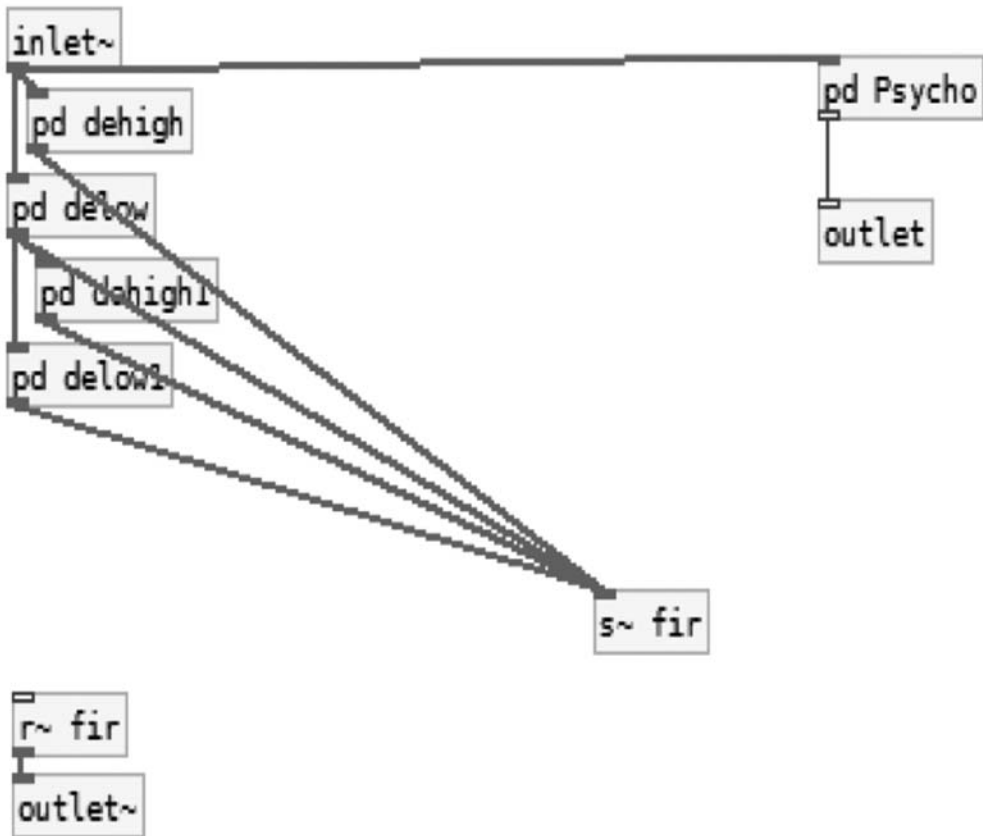 inlet~
pd Psycho
pd dehigh
pd delow
outlet
pd dehigh1
pd delow1
s~ fir
r~ fir
outlet~